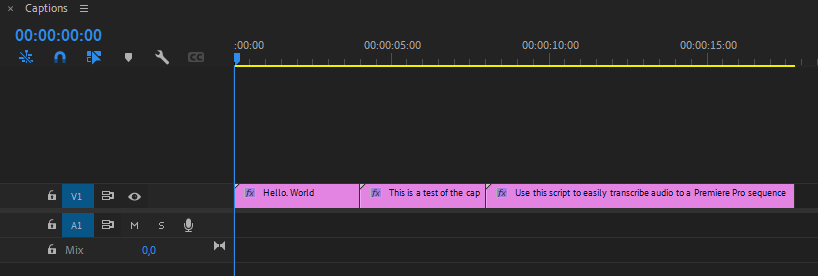 × Captions ≡
00:00:00:00
:00:00 00:00:05:00 00:00:10:00 00:00:15:00
CC
V1 fx Hello. World fx This is a test of the cap fx Use this script to easily transcribe audio to a Premiere Pro sequence
A1 M S
Mix 0,0